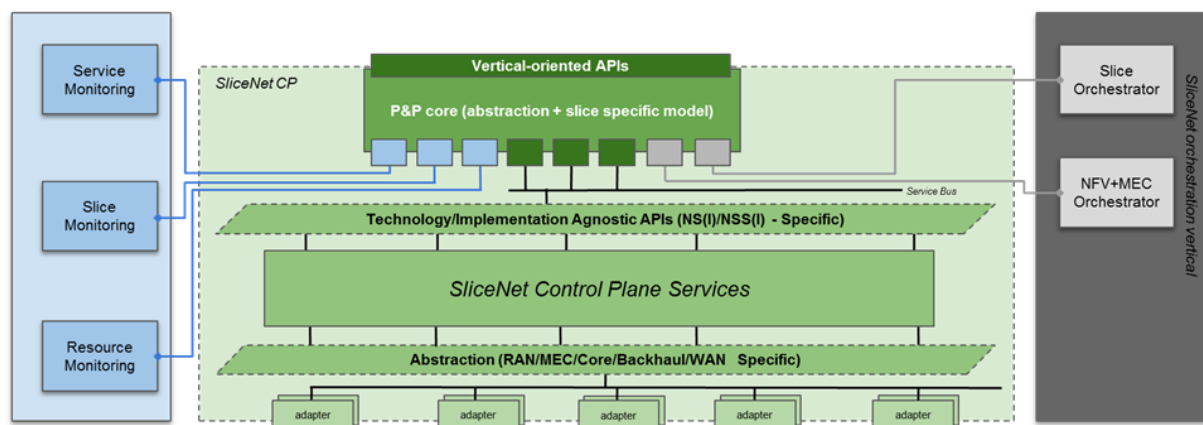 Service
Monitoring
Slice
Monitoring
Resource
Monitoring
SliceNet CP
Vertical-oriented APIs
P&P core (abstraction + slice specific model)
Service Bus
Technology/Implementation Agnostic APIs (NS(I)/NSS(I) - Specific)
SliceNet Control Plane Services
Abstraction (RAN/MEC/Core/Backhaul/WAN Specific)
adapter
adapter
adapter
adapter
adapter
Slice
Orchestrator
NFV+MEC
Orchestrator
SliceNet orchestration vertical